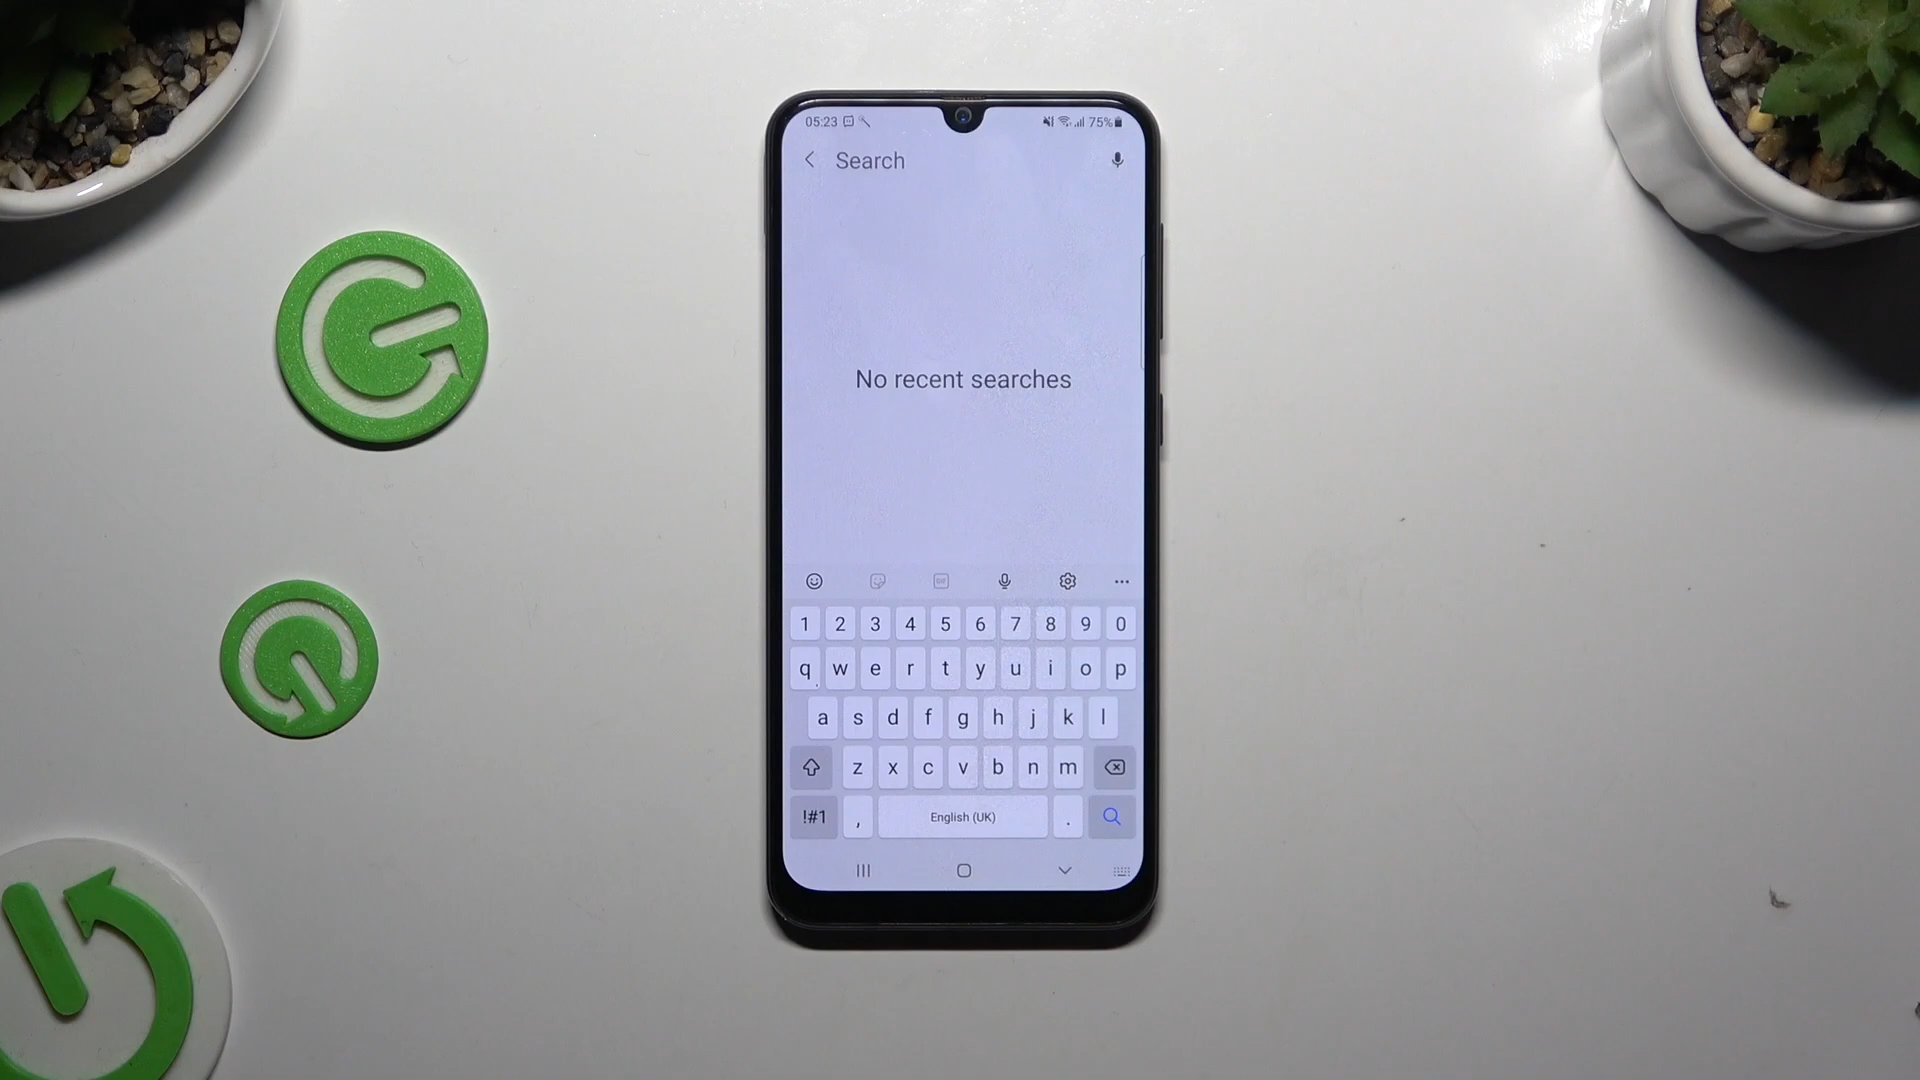 05:23 75%
Search
No recent searches
GIF
1 2 3 4 5 6 7 8 9 0
q w e r t y u i o p
a s d f g h j k l
z x c v b n m
!#1 , English (UK) .